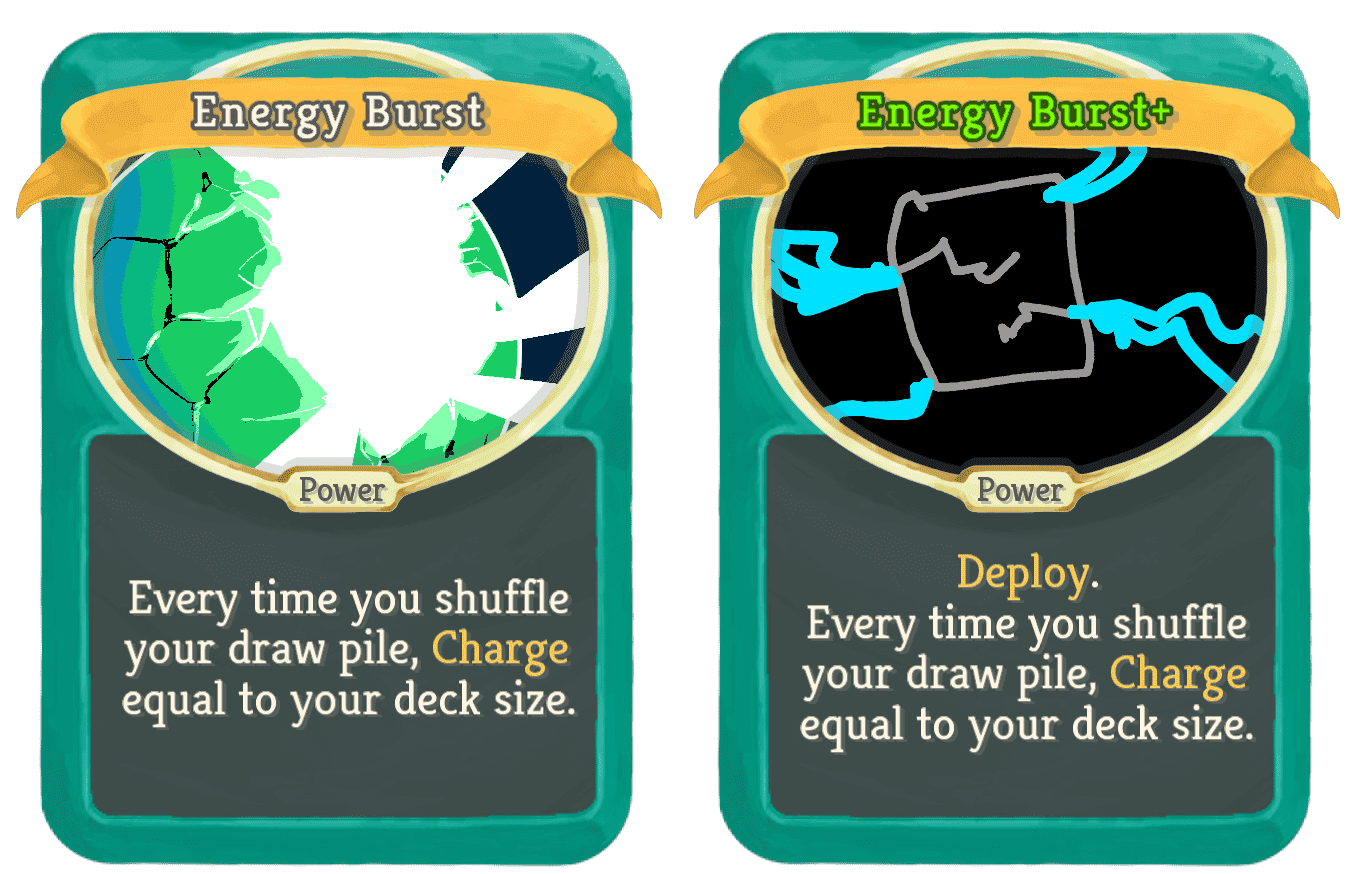 Energy Burst
Power
Every time you shuffle
your draw pile, Charge
equal to your deck size.
Energy Burst+
Power
Deploy.
Every time you shuffle
your draw pile, Charge
equal to your deck size.